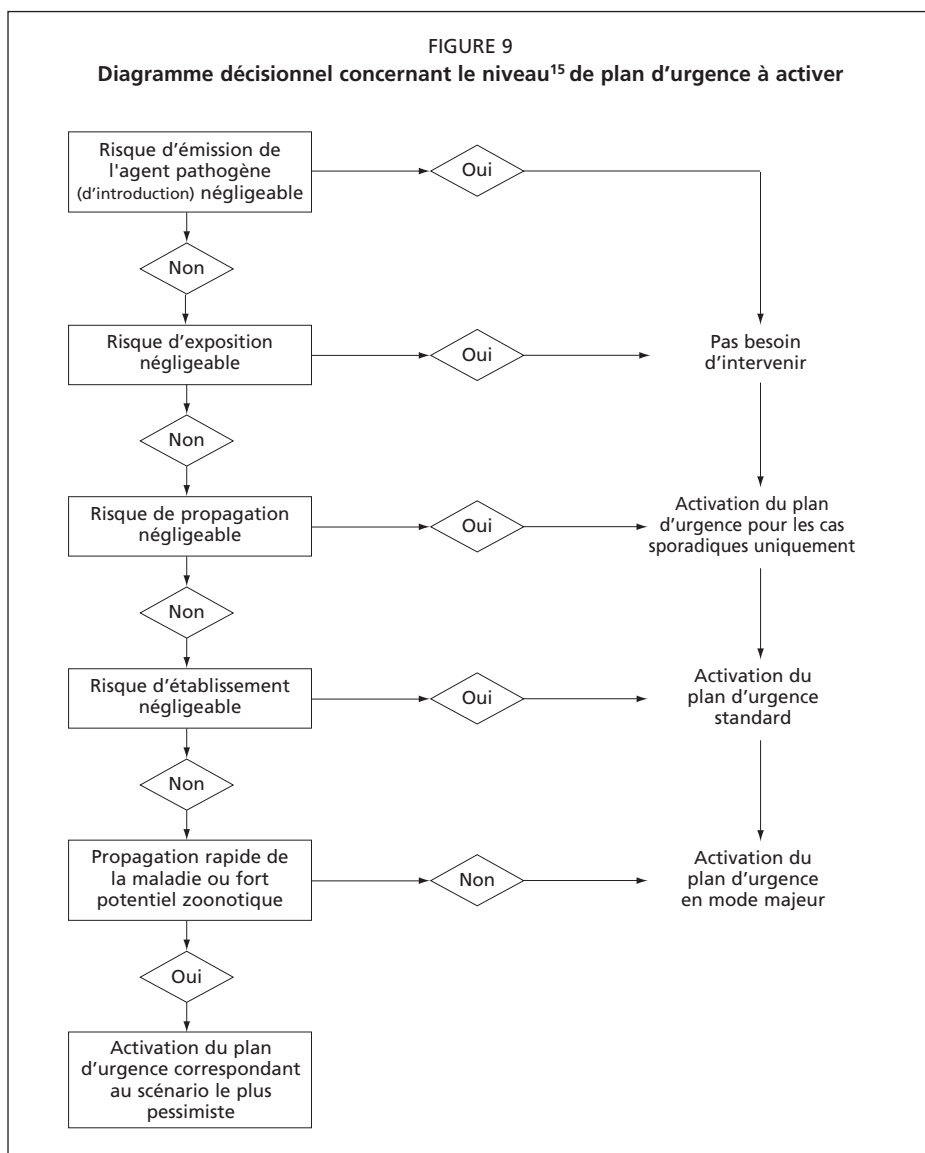 FIGURE 9
Diagramme décisionnel concernant le niveau¹⁵ de plan d’urgence à activer
Risque d’émission de
l'agent pathogène
(d’introduction) négligeable
Oui
Non
Risque d’exposition
négligeable
Oui
Pas besoin
d’intervenir
Non
Risque de propagation
négligeable
Oui
Activation du plan
d’urgence pour les cas
sporadiques uniquement
Non
Risque d’établissement
négligeable
Oui
Activation du
plan d’urgence
standard
Non
Propagation rapide de
la maladie ou fort
potentiel zoonotique
Non
Activation du
plan d’urgence
en mode majeur
Oui
Activation du plan
d’urgence correspondant
au scénario le plus
pessimiste